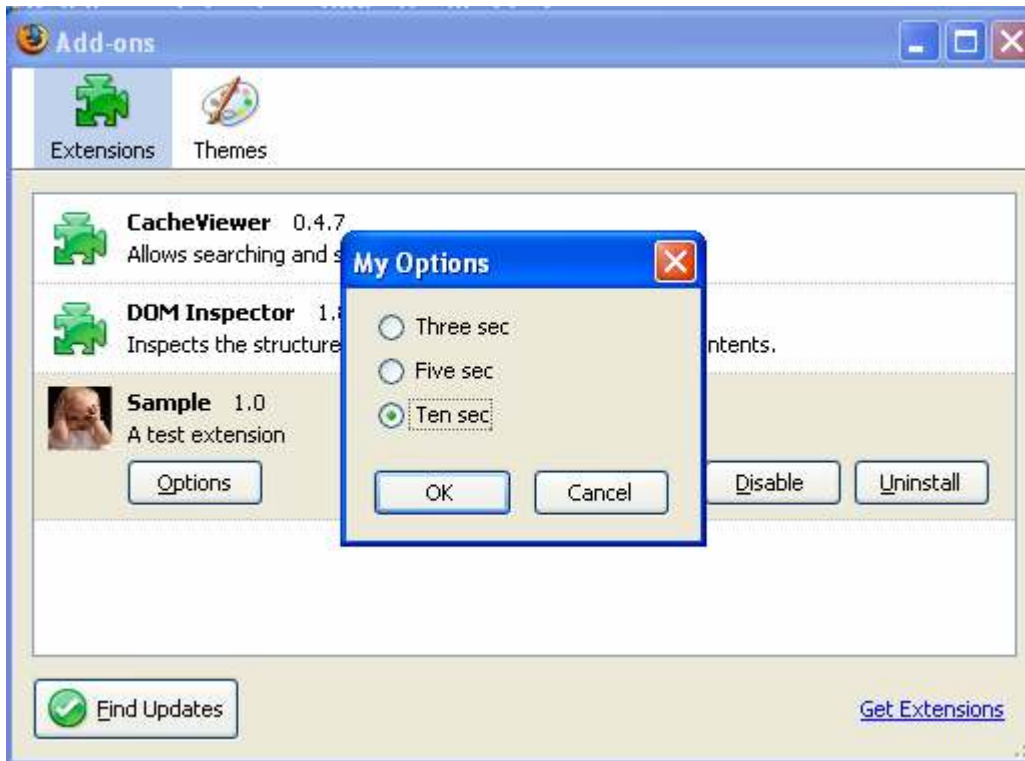 Add-ons
Extensions
Themes
CacheViewer 0.4.7
Allows searching and
DOM Inspector 1.
Inspects the structure
ntents.
Sample 1.0
A test extension
Options
Disable
Uninstall
My Options
Three sec
Five sec
Ten sec
OK
Cancel
Find Updates
Get Extensions